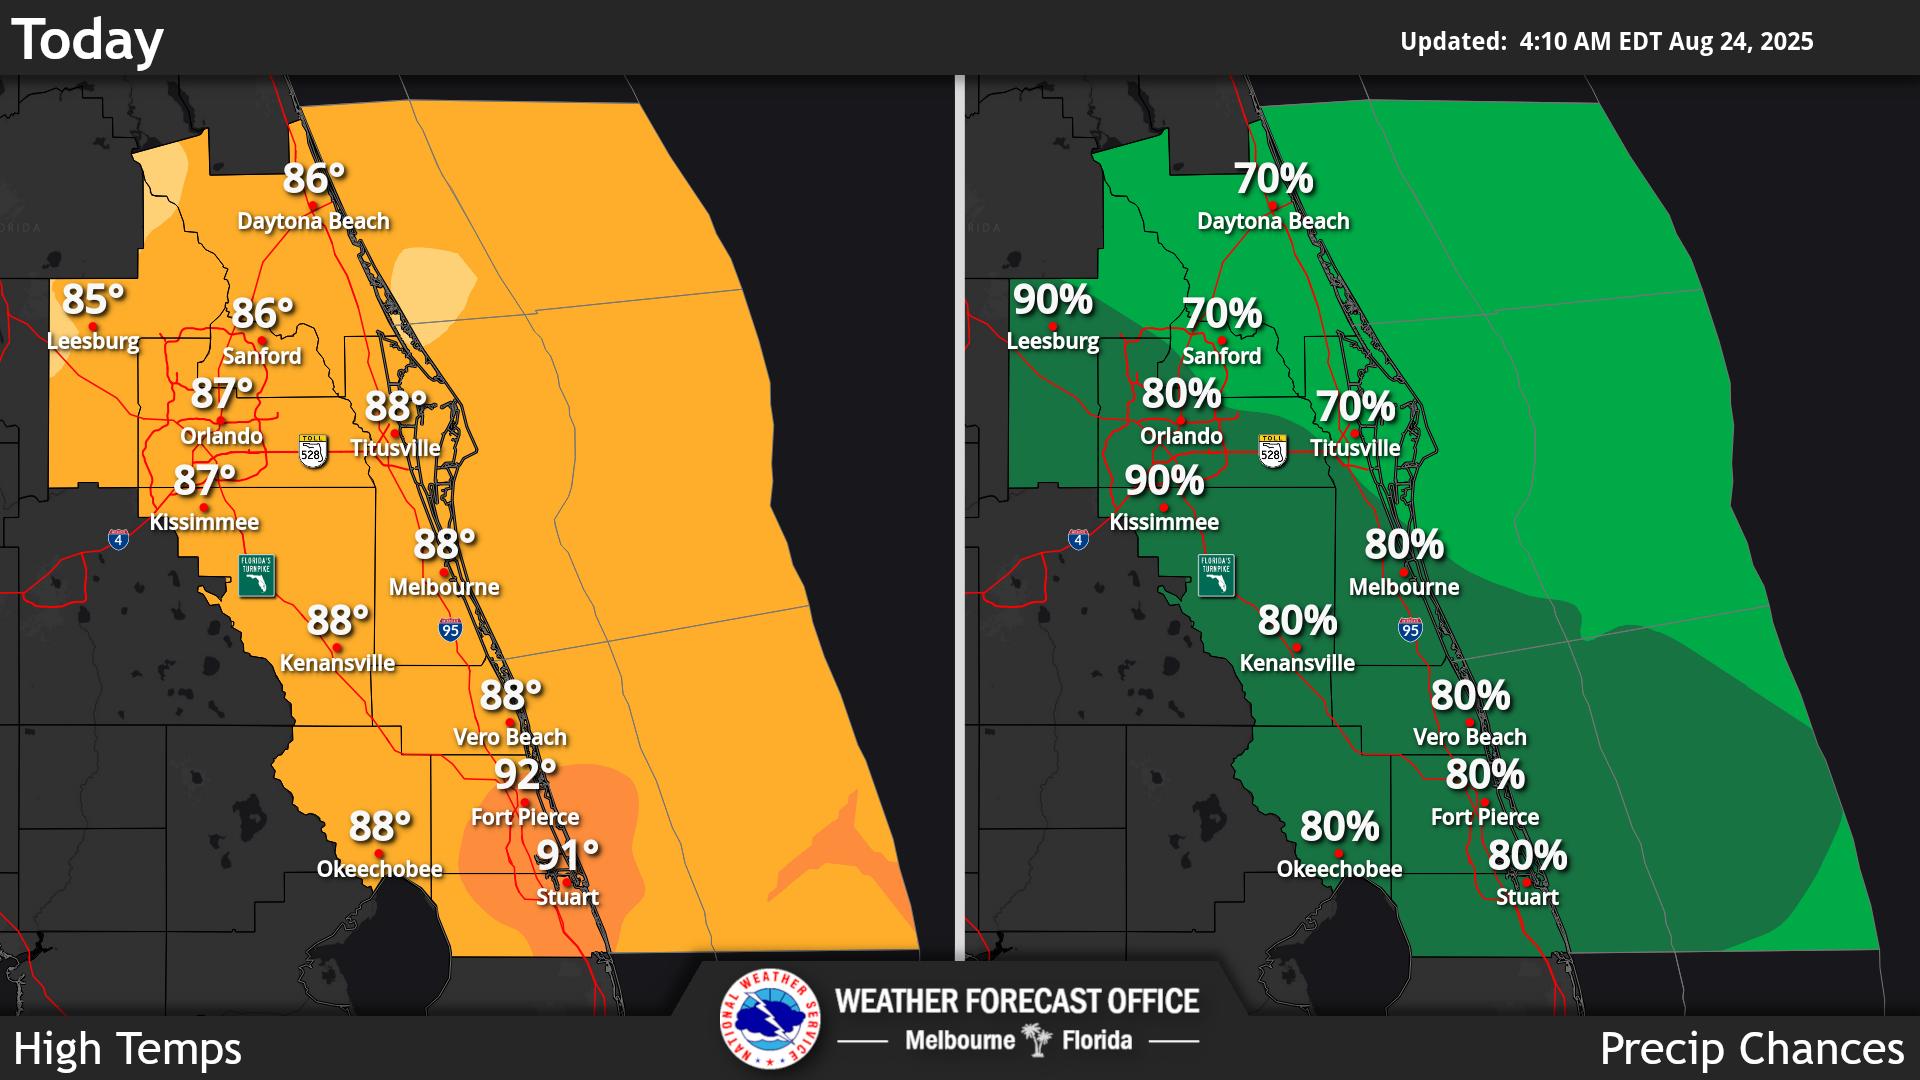 Today
Updated: 4:10 AM EDT Aug 24, 2025
86°
Daytona Beach
85°
Leesburg
86°
Sanford
87°
Orlando
88°
Titusville
TOLL
528
87°
Kissimmee
4
FLORIDA'S
TURNPIKE
88°
Melbourne
88°
Kenansville
95
88°
Vero Beach
92°
Fort Pierce
88°
Okeechobee
91°
Stuart
70%
Daytona Beach
90%
Leesburg
70%
Sanford
80%
Orlando
70%
Titusville
TOLL
528
90%
Kissimmee
4
FLORIDA'S
TURNPIKE
80%
Melbourne
80%
Kenansville
95
80%
Vero Beach
80%
Fort Pierce
80%
Okeechobee
80%
Stuart
High Temps
NATIONAL WEATHER SERVICE
WEATHER FORECAST OFFICE
Melbourne Florida
Precip Chances